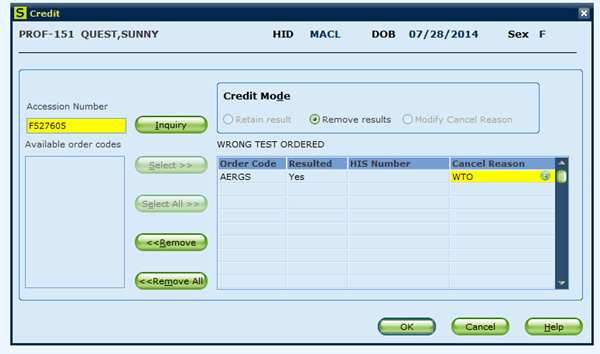 S Credit
PROF-151 QUEST,SUNNY HID MACL DOB 07/28/2014 Sex F
Accession Number
F527605
Inquiry
Available order codes
Select >>
Select All >>
<<Remove
<<Remove All
Credit Mode
Retain result Remove results Modify Cancel Reason
WRONG TEST ORDERED
Order Code Resulted HIS Number Cancel Reason
AERGS Yes WTO
OK Cancel Help